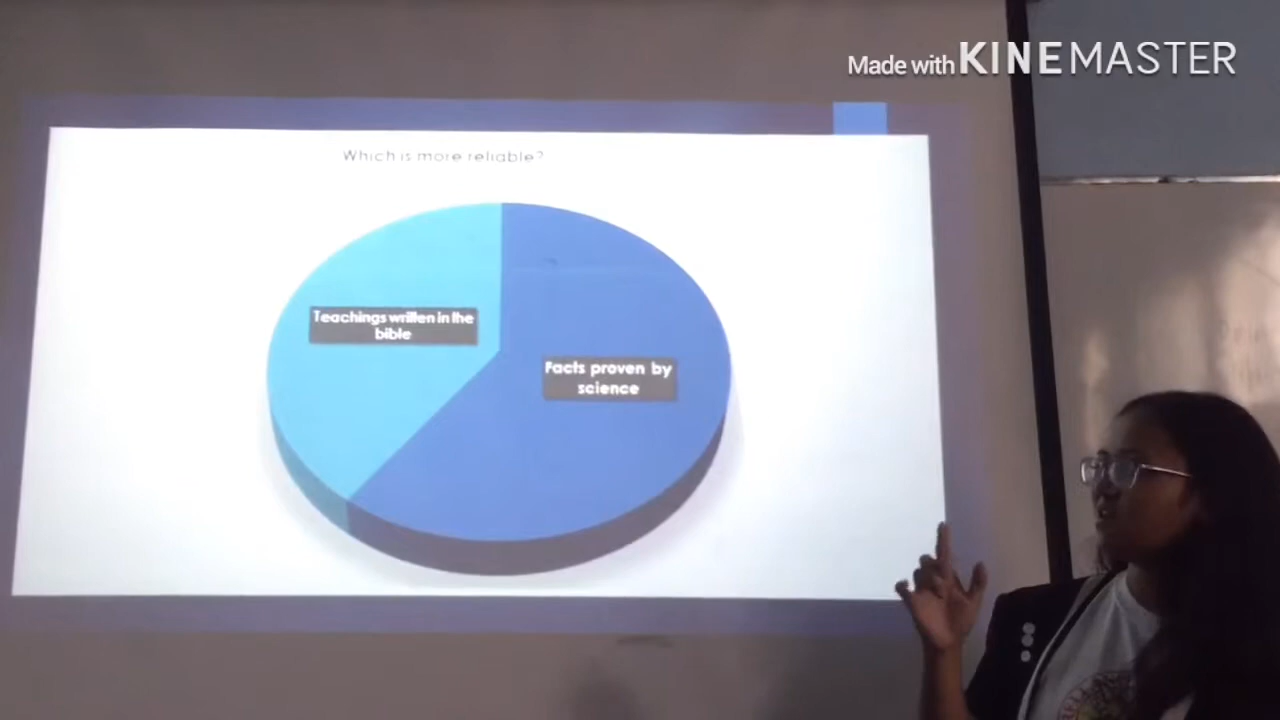 Made with KINEMASTER
Which is more reliable?
Teachings written in the
bible
Facts proven by
science